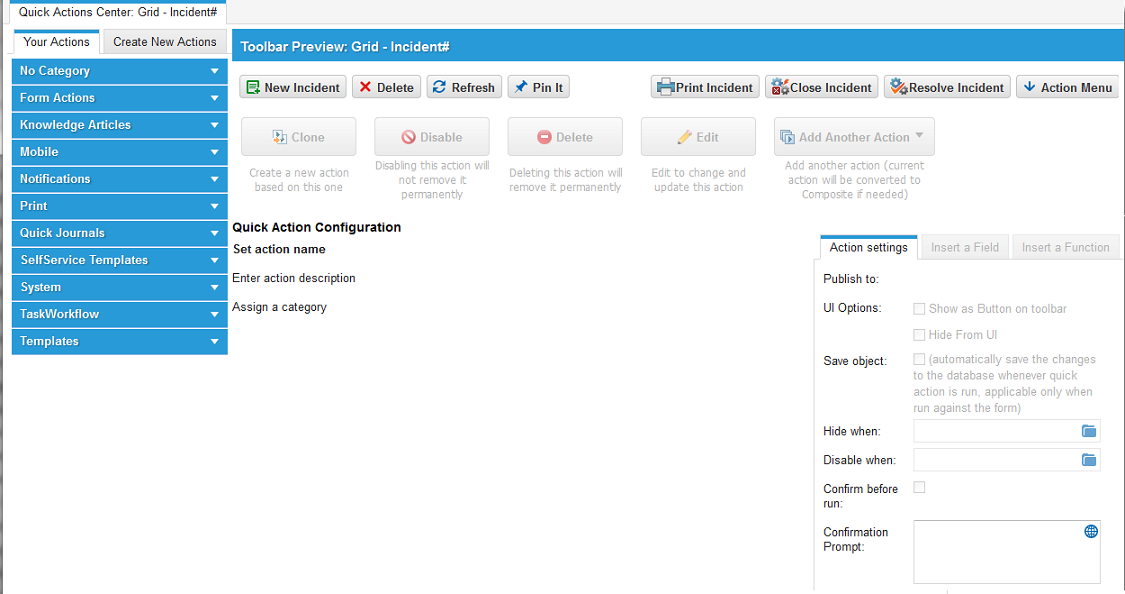 Quick Actions Center: Grid - Incident#
Your Actions
Create New Actions
No Category
Form Actions
Knowledge Articles
Mobile
Notifications
Print
Quick Journals
SelfService Templates
System
TaskWorkflow
Templates
Toolbar Preview: Grid - Incident#
New Incident
Delete
Refresh
Pin It
Print Incident
Close Incident
Resolve Incident
Action Menu
Clone
Disable
Delete
Edit
Add Another Action
Create a new action
based on this one
Disabling this action will
not remove it
permanently
Deleting this action will
remove it permanently
Edit to change and
update this action
Add another action (current
action will be converted to
Composite if needed)
Quick Action Configuration
Set action name
Enter action description
Assign a category
Action settings
Insert a Field
Insert a Function
Publish to:
UI Options:
Show as Button on toolbar
Hide From UI
Save object:
(automatically save the changes
to the database whenever quick
action is run, applicable only when
run against the form)
Hide when:
Disable when:
Confirm before
run:
Confirmation
Prompt: